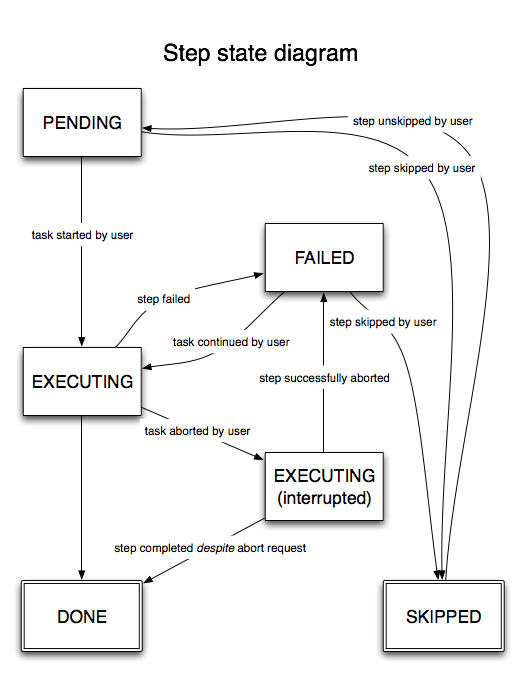 Step state diagram
PENDING
step unskipped by user
step skipped by user
task started by user
FAILED
step failed
step skipped by user
task continued by user
EXECUTING
step successfully aborted
task aborted by user
EXECUTING
(interrupted)
step completed despite abort request
DONE
SKIPPED